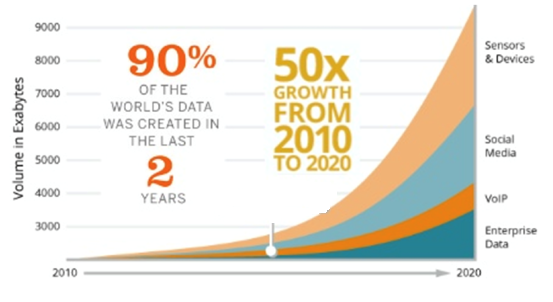 9000
8000
7000
6000
5000
4000
3000
Volume in Exabytes
90%
OF THE
WORLD'S DATA
WAS CREATED IN
THE LAST
2
YEARS
50x
GROWTH
FROM
2010
TO 2020
Sensors
& Devices
Social
Media
VoIP
Enterprise
Data
2010
2020